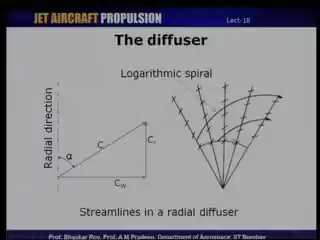 JET AIRCRAFT PROPULSION
Lect-18
The diffuser
Logarithmic spiral
Radial direction
α
C
Cr
Cw
Streamlines in a radial diffuser
Prof. Bhaskar Roy, Prof. A M Pradeep, Department of Aerospace, IIT Bombay